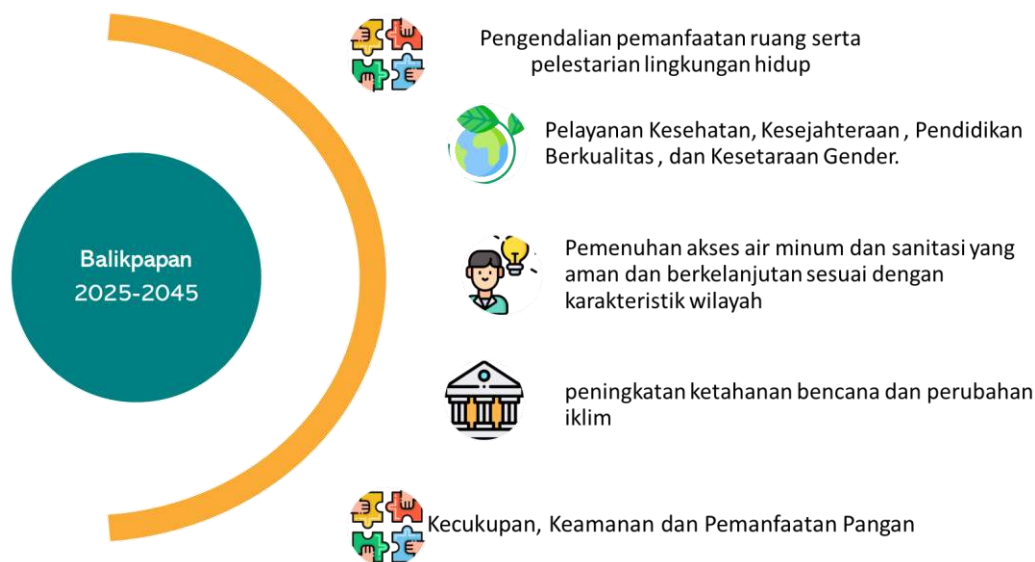 Balikpapan
2025-2045
Pengendalian pemanfaatan ruang serta
pelestarian lingkungan hidup
Pelayanan Kesehatan, Kesejahteraan , Pendidikan
Berkualitas , dan Kesetaraan Gender.
Pemenuhan akses air minum dan sanitasi yang
aman dan berkelanjutan sesuai dengan
karakteristik wilayah
peningkatan ketahanan bencana dan perubahan
iklim
Kecukupan, Keamanan dan Pemanfaatan Pangan